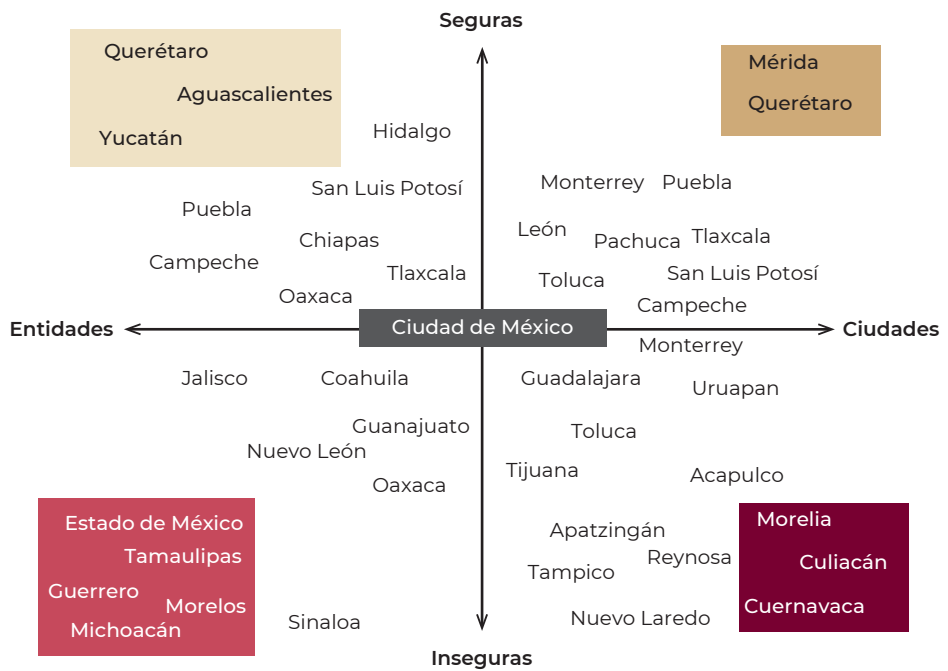 Seguras
Querétaro
Aguascalientes
Yucatán
Mérida
Querétaro
Hidalgo
San Luis Potosí
Puebla
Chiapas
Campeche
Tlaxcala
Oaxaca
Monterrey
Puebla
León
Pachuca
Tlaxcala
Toluca
San Luis Potosí
Campeche
Entidades
Ciudad de México
Ciudades
Jalisco
Coahuila
Guanajuato
Nuevo León
Oaxaca
Monterrey
Guadalajara
Uruapan
Toluca
Tijuana
Acapulco
Estado de México
Tamaulipas
Guerrero
Morelos
Michoacán
Sinaloa
Apatzingán
Reynosa
Tampico
Nuevo Laredo
Morelia
Culiacán
Cuernavaca
Inseguras